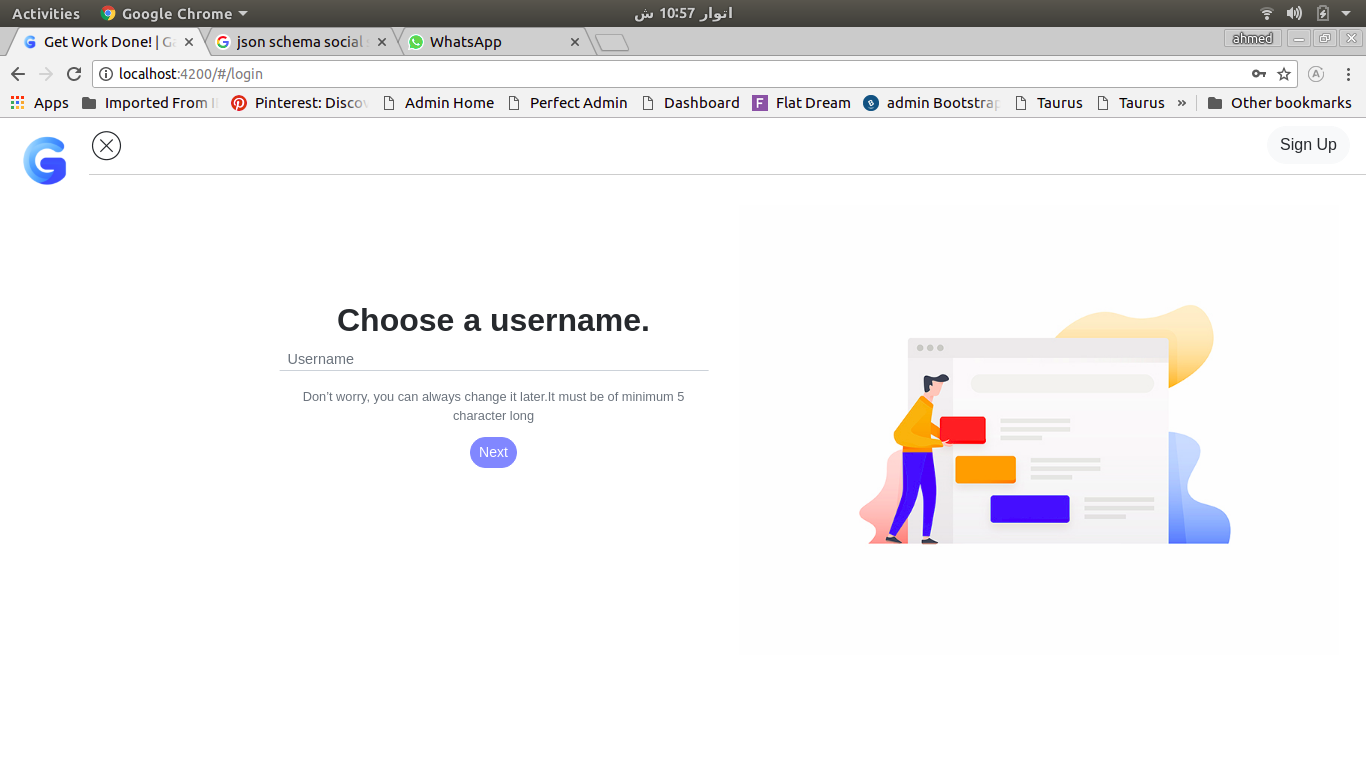 Activities Google Chrome اتوار 10:57 ش
Get Work Done! | Ga json schema social WhatsApp ahmed
localhost:4200/#/login
Apps Imported From Pinterest: Disco Admin Home Perfect Admin Dashboard F Flat Dream admin Bootstrap Taurus Taurus » Other bookmarks
G Sign Up
Choose a username.
Username
Don’t worry, you can always change it later.It must be of minimum 5
character long
Next